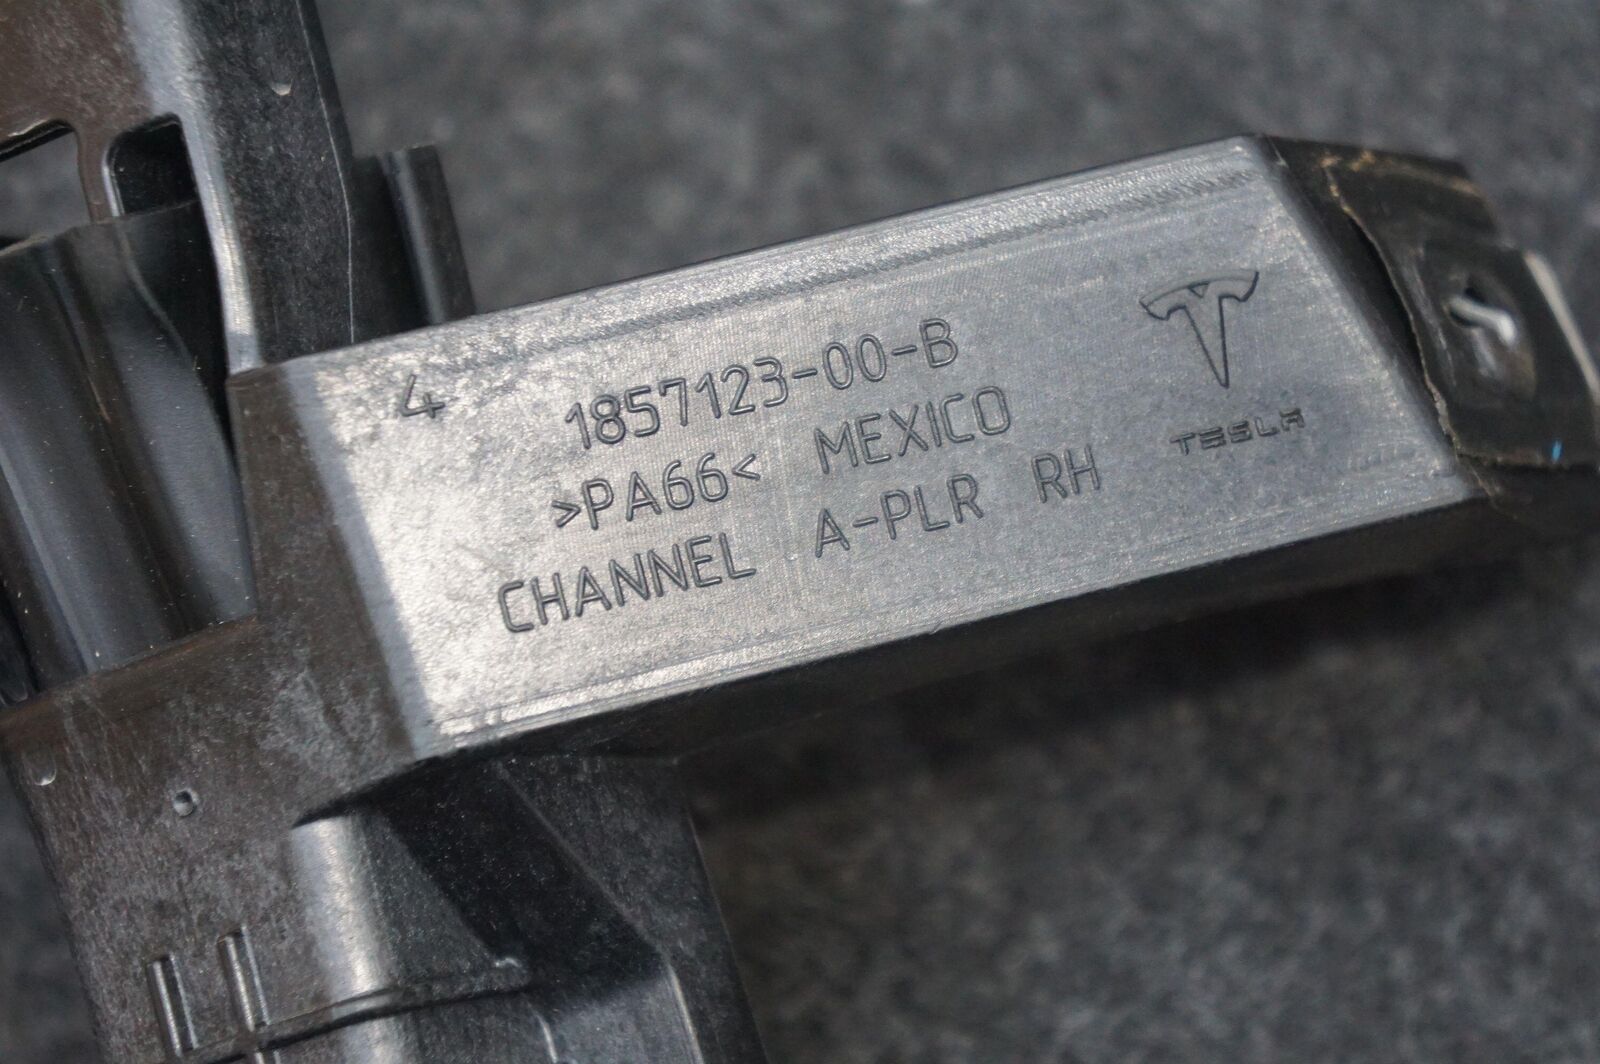 4
1857123-00-B
>PA66< MEXICO
CHANNEL A-PLR RH
TESLA